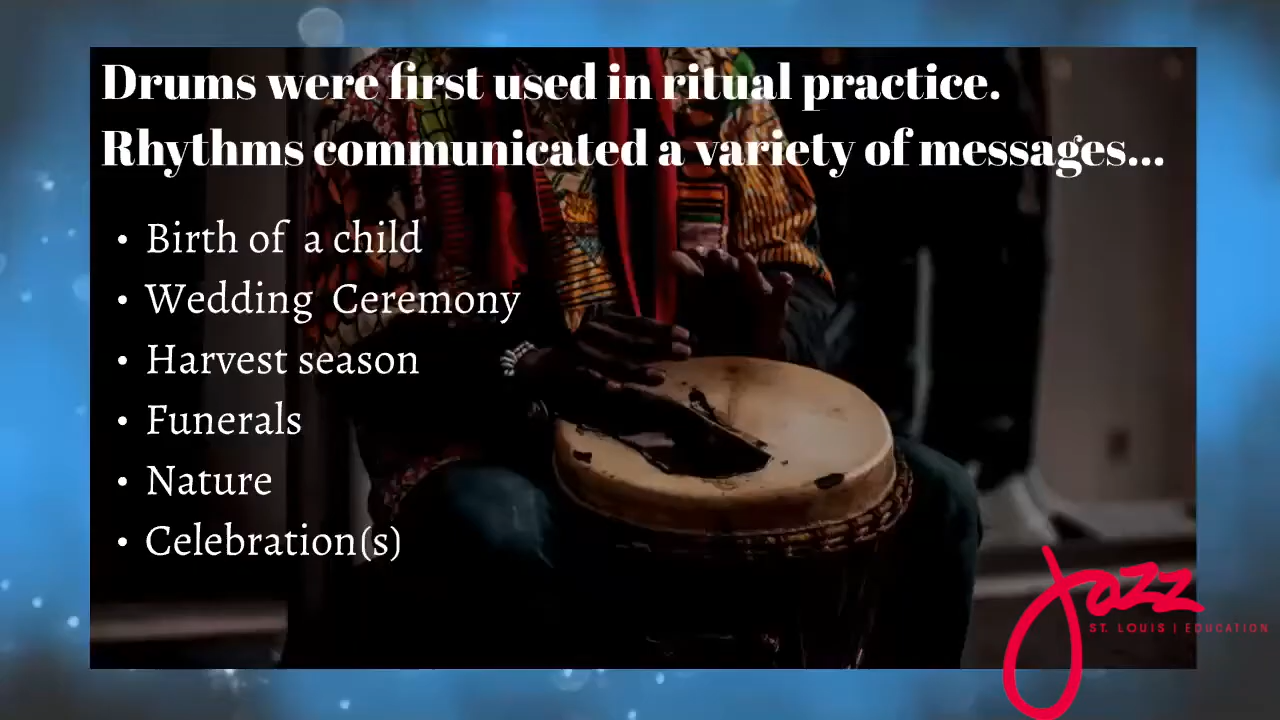 Drums were first used in ritual practice.
Rhythms communicated a variety of messages...
• Birth of a child
• Wedding Ceremony
• Harvest season
• Funerals
• Nature
• Celebration(s)
Jazz
ST. LOUIS | EDUCATION